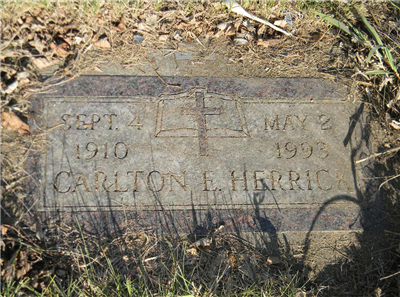 SEPT. 4 MAY 2
1910 1993
CARLTON E. HERRICK